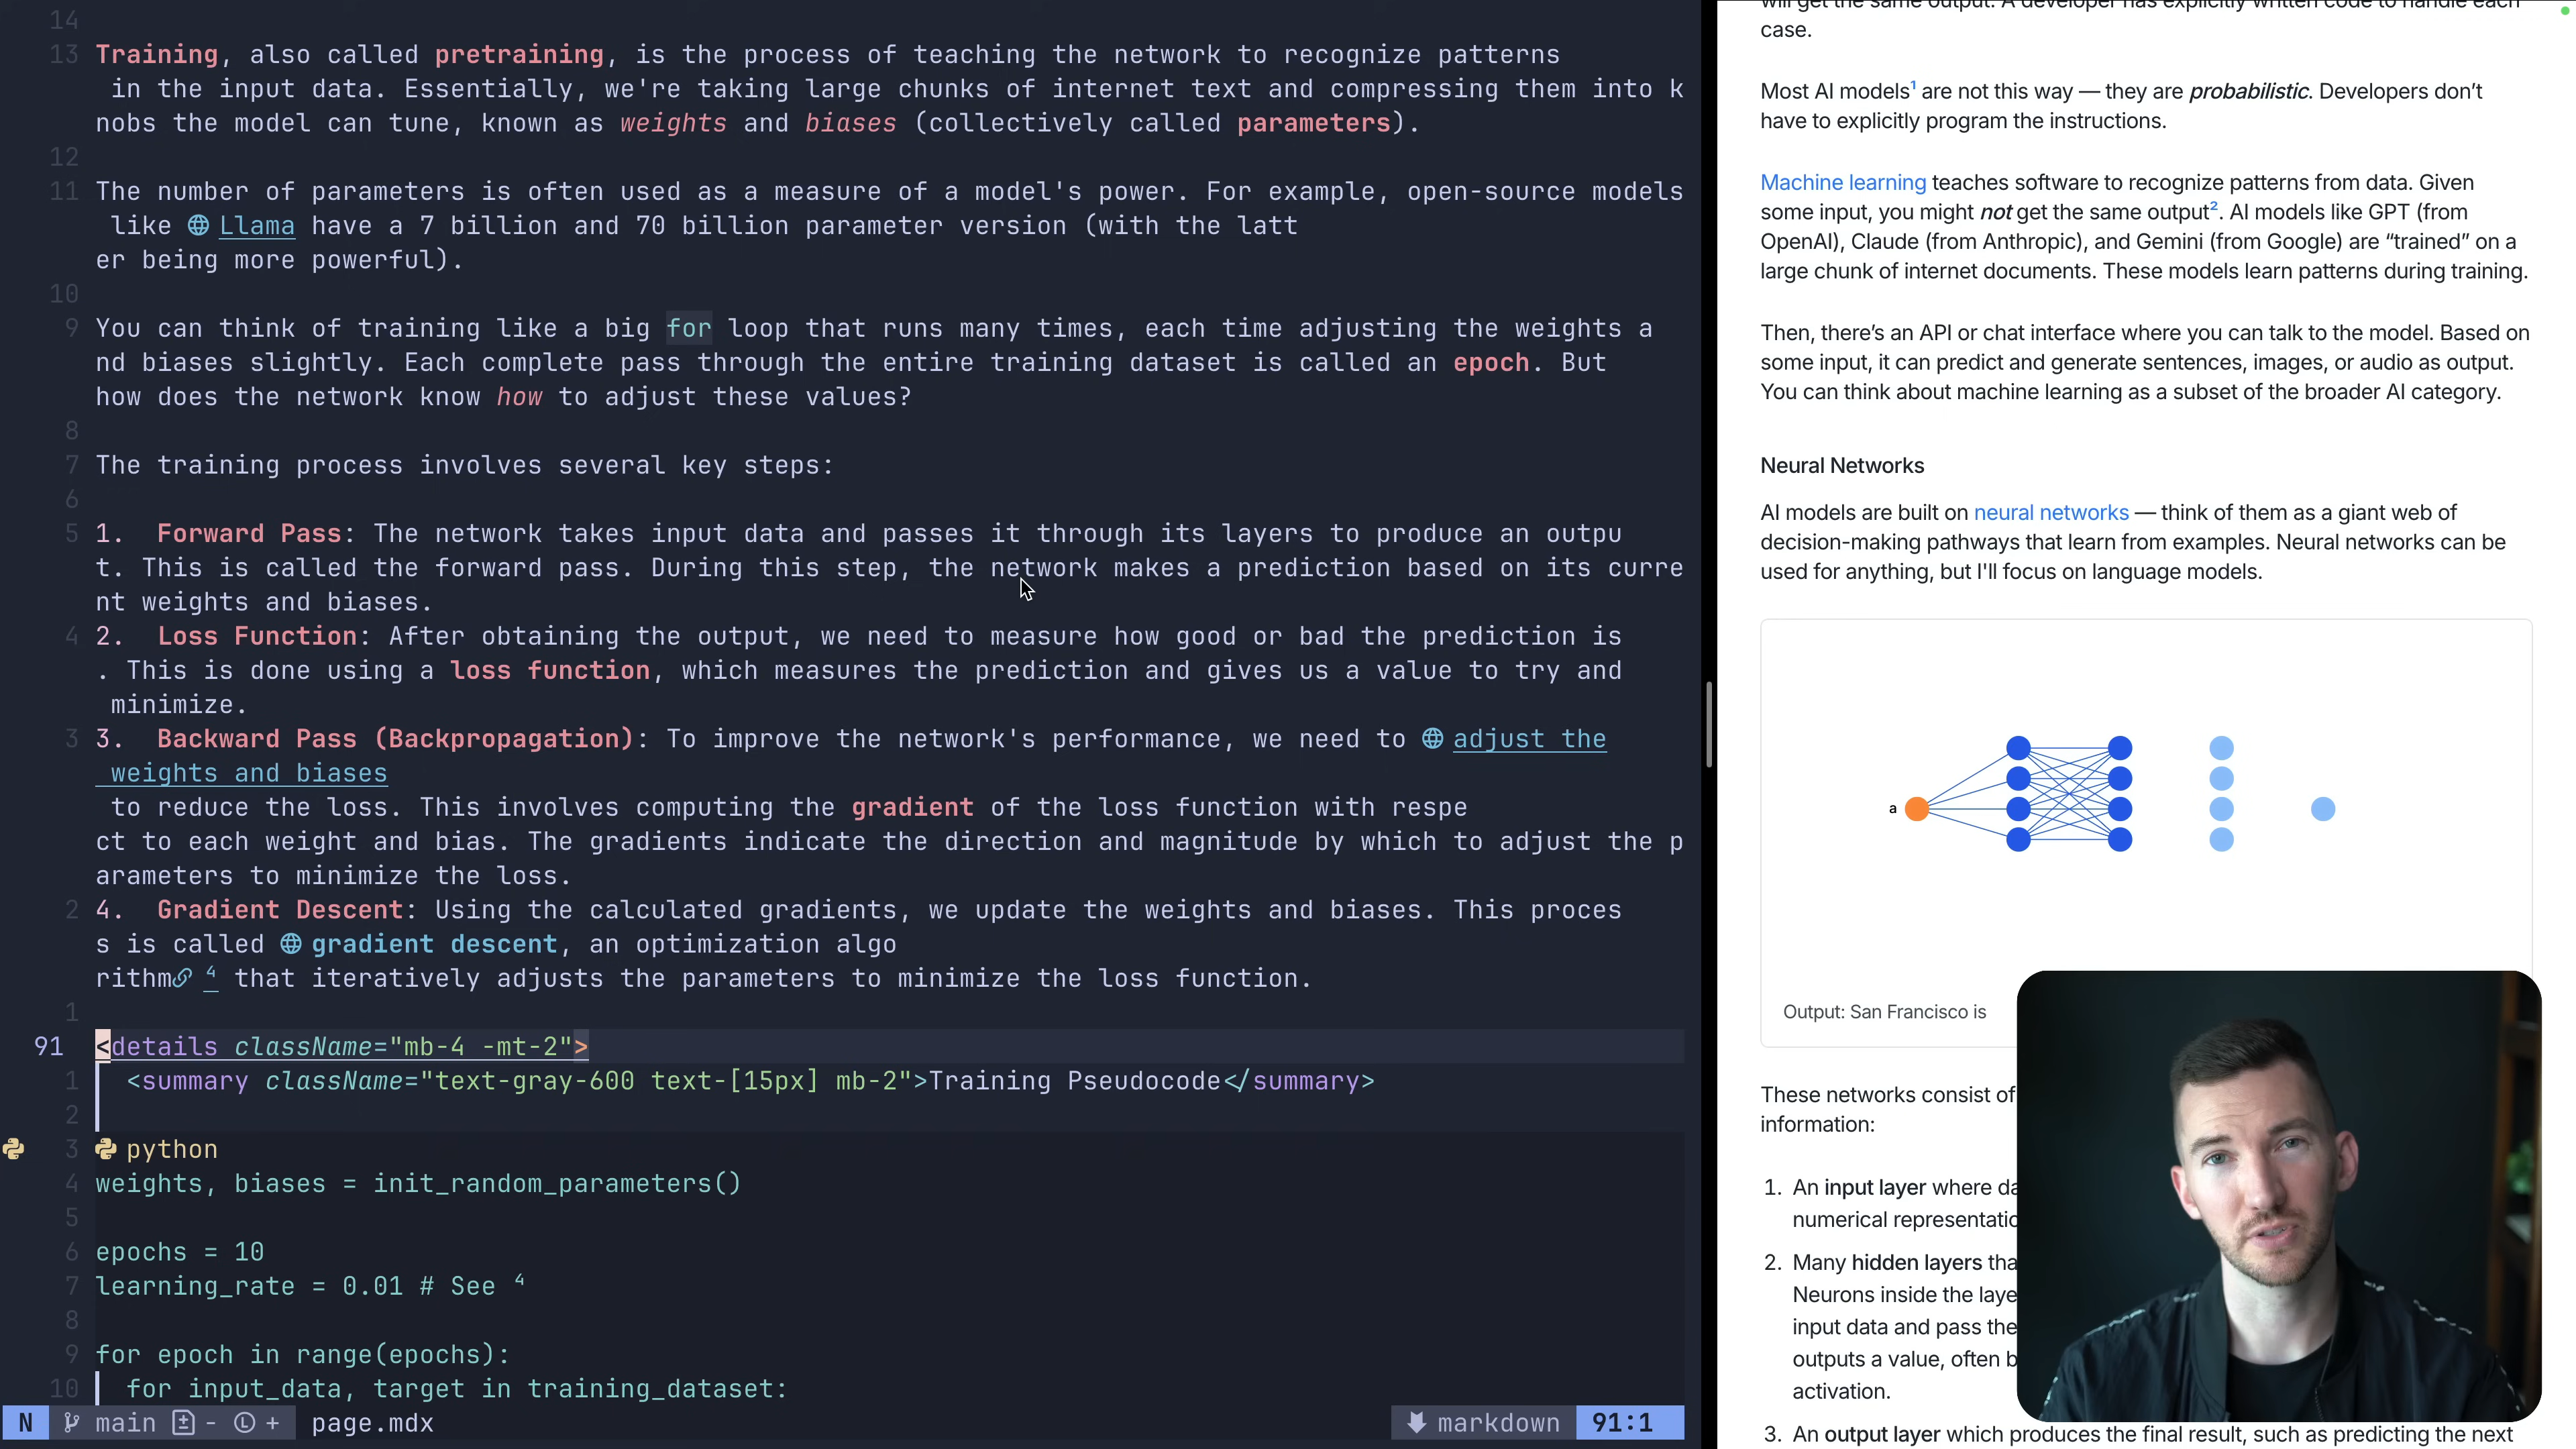 14
13 Training, also called pretraining, is the process of teaching the network to recognize patterns
in the input data. Essentially, we're taking large chunks of internet text and compressing them into k
nobs the model can tune, known as weights and biases (collectively called parameters).
12
11 The number of parameters is often used as a measure of a model's power. For example, open-source models
like Llama have a 7 billion and 70 billion parameter version (with the latt
er being more powerful).
10
9 You can think of training like a big for loop that runs many times, each time adjusting the weights a
nd biases slightly. Each complete pass through the entire training dataset is called an epoch. But
how does the network know how to adjust these values?
8
7 The training process involves several key steps:
6
5 1. Forward Pass: The network takes input data and passes it through its layers to produce an outpu
t. This is called the forward pass. During this step, the network makes a prediction based on its curre
nt weights and biases.
4 2. Loss Function: After obtaining the output, we need to measure how good or bad the prediction is
. This is done using a loss function, which measures the prediction and gives us a value to try and
minimize.
3 3. Backward Pass (Backpropagation): To improve the network's performance, we need to adjust the
weights and biases
to reduce the loss. This involves computing the gradient of the loss function with respe
ct to each weight and bias. The gradients indicate the direction and magnitude by which to adjust the p
arameters to minimize the loss.
2 4. Gradient Descent: Using the calculated gradients, we update the weights and biases. This proces
s is called gradient descent, an optimization algo
rithm ⁴ that iteratively adjusts the parameters to minimize the loss function.
1
91 <details className="mb-4 -mt-2">
1 <summary className="text-gray-600 text-[15px] mb-2">Training Pseudocode</summary>
2
3 python
4 weights, biases = init_random_parameters()
5
6 epochs = 10
7 learning_rate = 0.01 # See ⁴
8
9 for epoch in range(epochs):
10 for input_data, target in training_dataset:
N main - + page.mdx markdown 91:1
will get the same output. A developer has explicitly written code to handle each
case.
Most AI models¹ are not this way — they are probabilistic. Developers don’t
have to explicitly program the instructions.
Machine learning teaches software to recognize patterns from data. Given
some input, you might not get the same output². AI models like GPT (from
OpenAI), Claude (from Anthropic), and Gemini (from Google) are “trained” on a
large chunk of internet documents. These models learn patterns during training.
Then, there’s an API or chat interface where you can talk to the model. Based on
some input, it can predict and generate sentences, images, or audio as output.
You can think about machine learning as a subset of the broader AI category.
Neural Networks
AI models are built on neural networks — think of them as a giant web of
decision-making pathways that learn from examples. Neural networks can be
used for anything, but I'll focus on language models.
a
Output: San Francisco is
These networks consist of
information:
1. An input layer where da
numerical representatio
2. Many hidden layers tha
Neurons inside the laye
input data and pass the
outputs a value, often b
activation.
3. An output layer which produces the final result, such as predicting the next